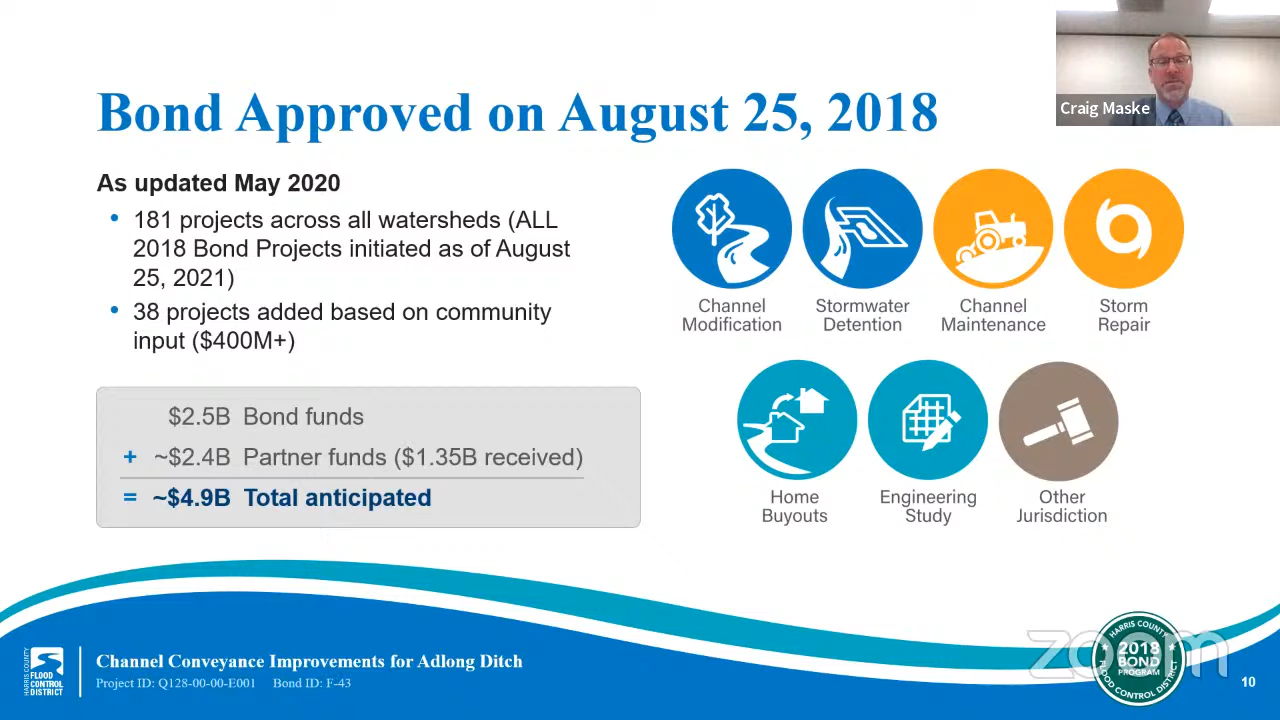 Craig Maske
Bond Approved on August 25, 2018
As updated May 2020
• 181 projects across all watersheds (ALL
2018 Bond Projects initiated as of August
25, 2021)
• 38 projects added based on community
input ($400M+)
$2.5B Bond funds
+ ~$2.4B Partner funds ($1.35B received)
= ~$4.9B Total anticipated
Channel
Modification
Stormwater
Detention
Channel
Maintenance
Storm
Repair
Home
Buyouts
Engineering
Study
Other
Jurisdiction
HARRIS COUNTY
FLOOD
CONTROL
DISTRICT
Channel Conveyance Improvements for Adlong Ditch
Project ID: Q128-00-00-E001 Bond ID: F-43
HARRIS COUNTY
2018
BOND
PROGRAM
FLOOD CONTROL DISTRICT
zoom
10